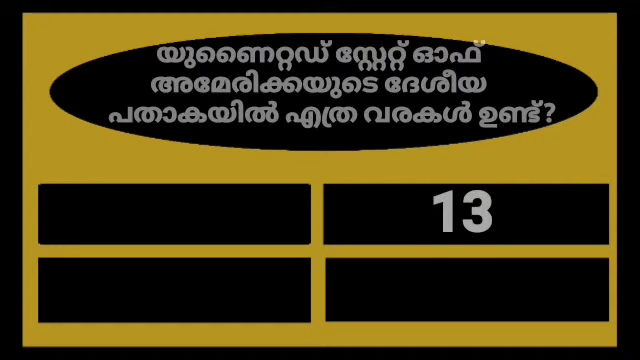 യുണൈറ്റഡ് സ്റ്റേറ്റ് ഓഫ്
അമേരിക്കയുടെ ദേശീയ
പതാകയിൽ എത്ര വരകൾ ഉണ്ട്?
13